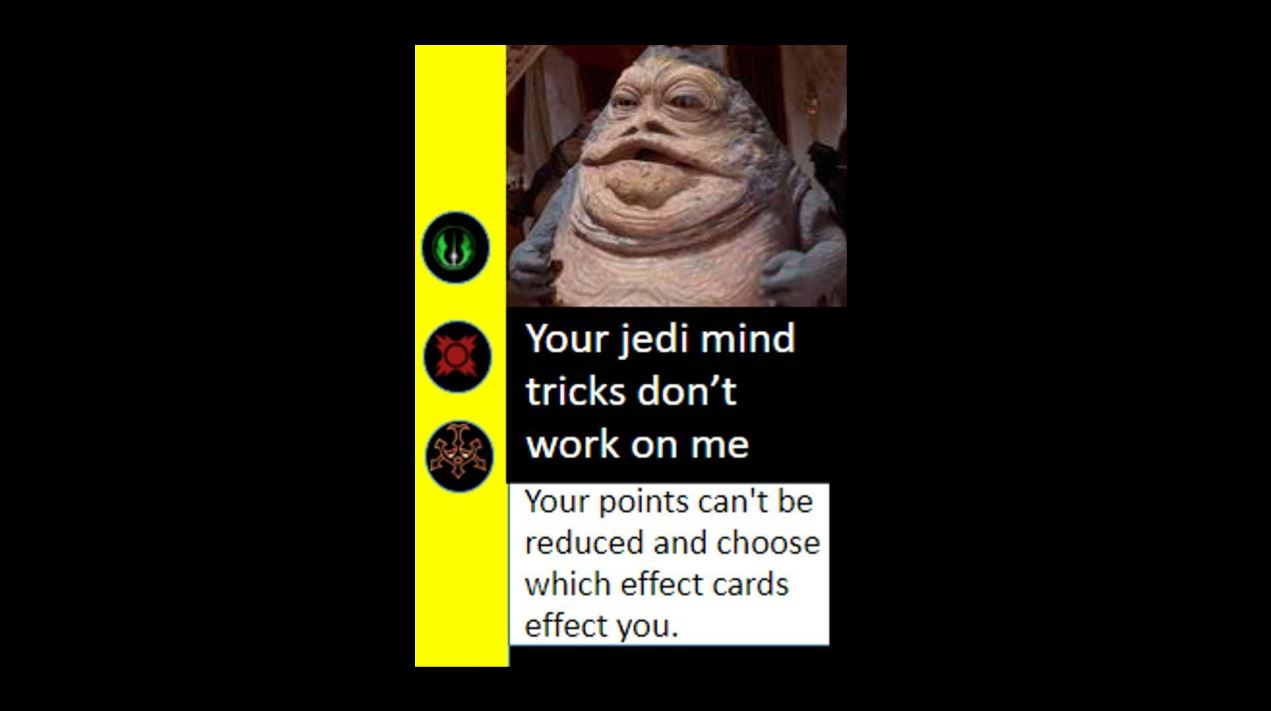 Your jedi mind
tricks don’t
work on me
Your points can't be
reduced and choose
which effect cards
effect you.